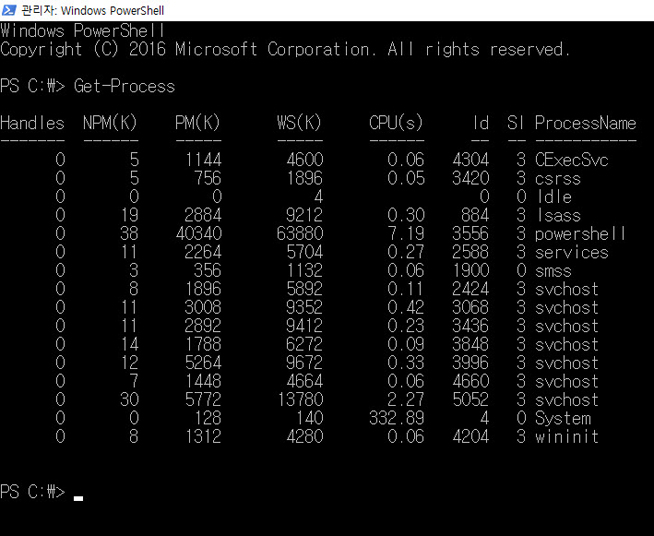 관리자: Windows PowerShell
Windows PowerShell
Copyright (C) 2016 Microsoft Corporation. All rights reserved.
PS C:₩> Get-Process
Handles NPM(K) PM(K) WS(K) CPU(s) Id SI ProcessName
------- ------ ----- ----- ------ -- -- -----------
0 5 1144 4600 0.06 4304 3 CExecSvc
0 5 756 1896 0.05 3420 3 csrss
0 0 0 4 0 0 Idle
0 19 2884 9212 0.30 884 3 lsass
0 38 40340 63880 7.19 3556 3 powershell
0 11 2264 5704 0.27 2588 3 services
0 3 356 1132 0.06 1900 0 smss
0 8 1896 5892 0.11 2424 3 svchost
0 11 3008 9352 0.42 3068 3 svchost
0 11 2892 9412 0.23 3436 3 svchost
0 14 1788 6272 0.09 3848 3 svchost
0 12 5264 9672 0.33 3996 3 svchost
0 7 1448 4664 0.06 4660 3 svchost
0 30 5772 13780 2.27 5052 3 svchost
0 0 128 140 332.89 4 0 System
0 8 1312 4280 0.06 4204 3 wininit
PS C:₩> _